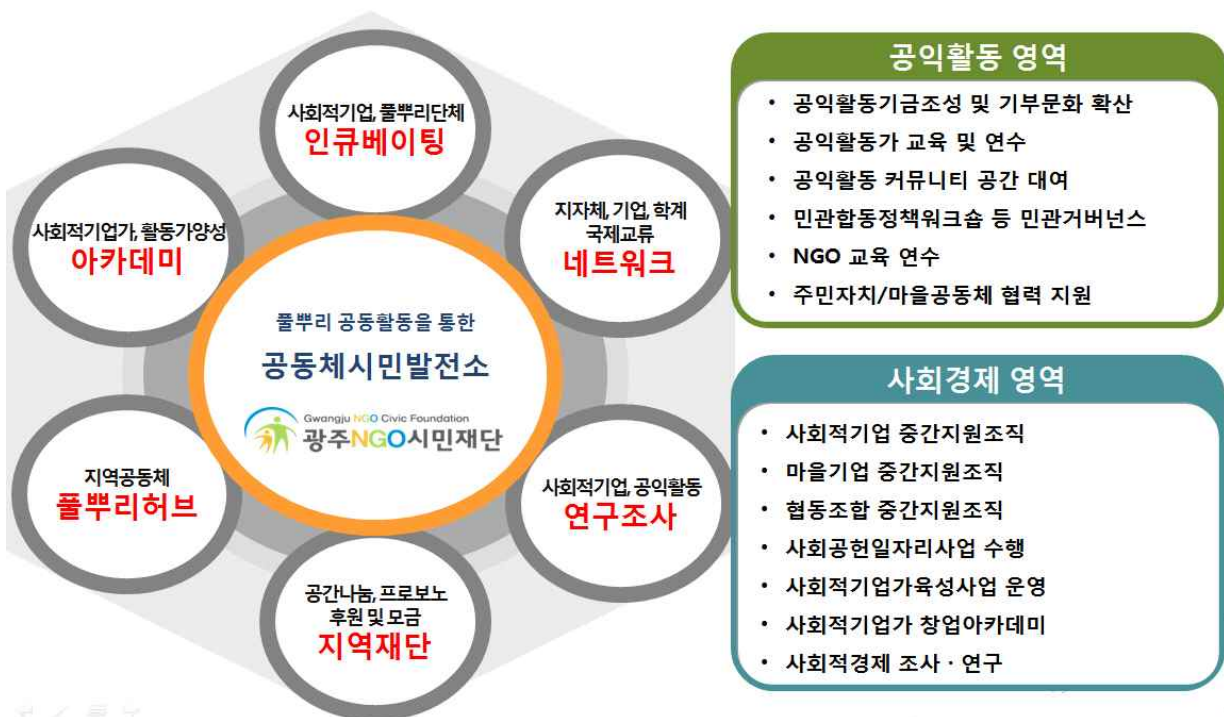 사회적기업, 풀뿌리단체
인큐베이팅
사회적기업가, 활동가양성
아카데미
지자체, 기업, 학계
국제교류
네트워크
풀뿌리 공동활동을 통한
공동체시민발전소
Gwangju NGO Civic Foundation
광주NGO시민재단
지역공동체
풀뿌리허브
사회적기업, 공익활동
연구조사
공간나눔, 프로보노
후원 및 모금
지역재단
공익활동 영역
• 공익활동기금조성 및 기부문화 확산
• 공익활동가 교육 및 연수
• 공익활동 커뮤니티 공간 대여
• 민관합동정책워크숍 등 민관거버넌스
• NGO 교육 연수
• 주민자치/마을공동체 협력 지원
사회경제 영역
• 사회적기업 중간지원조직
• 마을기업 중간지원조직
• 협동조합 중간지원조직
• 사회공헌일자리사업 수행
• 사회적기업가육성사업 운영
• 사회적기업가 창업아카데미
• 사회적경제 조사 · 연구